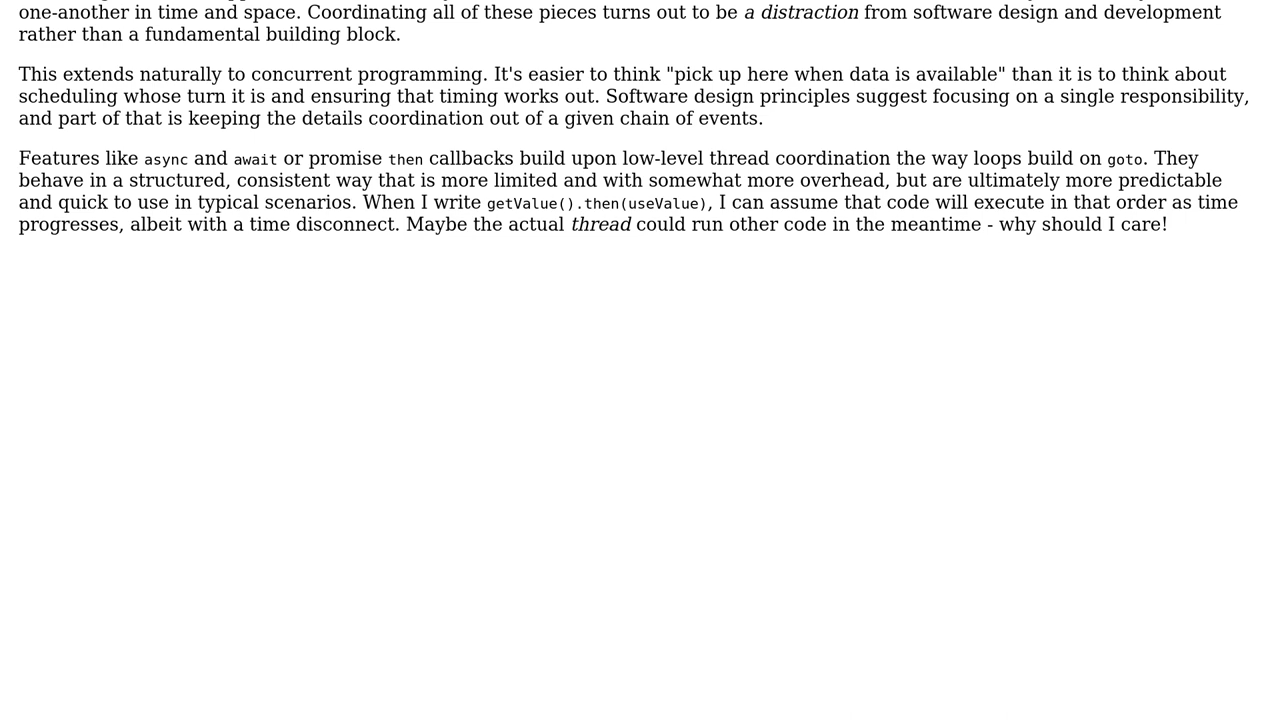 one-another in time and space. Coordinating all of these pieces turns out to be a distraction from software design and development
rather than a fundamental building block.
This extends naturally to concurrent programming. It's easier to think "pick up here when data is available" than it is to think about
scheduling whose turn it is and ensuring that timing works out. Software design principles suggest focusing on a single responsibility,
and part of that is keeping the details coordination out of a given chain of events.
Features like async and await or promise then callbacks build upon low-level thread coordination the way loops build on goto. They
behave in a structured, consistent way that is more limited and with somewhat more overhead, but are ultimately more predictable
and quick to use in typical scenarios. When I write getValue().then(useValue), I can assume that code will execute in that order as time
progresses, albeit with a time disconnect. Maybe the actual thread could run other code in the meantime - why should I care!